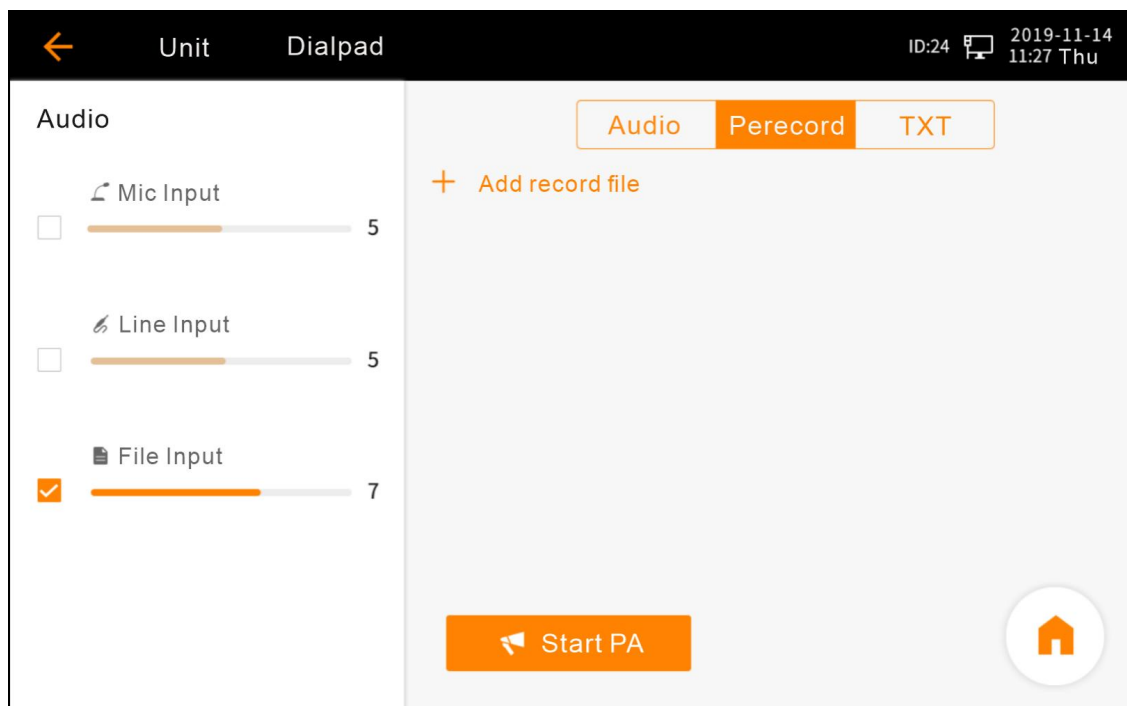 Unit Dialpad ID:24 2019-11-14
11:27 Thu
Audio
Mic Input
5
Line Input
5
File Input
7
Audio Perecord TXT
+ Add record file
Start PA